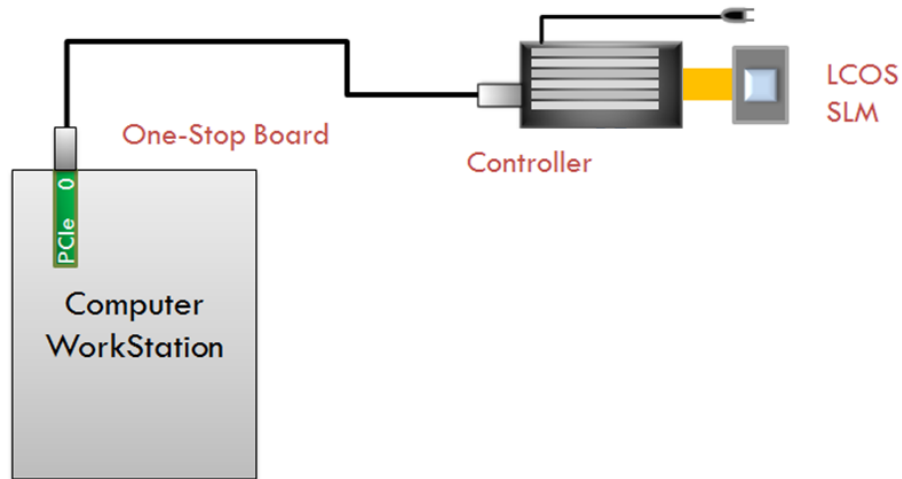 LCOS
SLM
One-Stop Board
Controller
PCIe 0
Computer
WorkStation